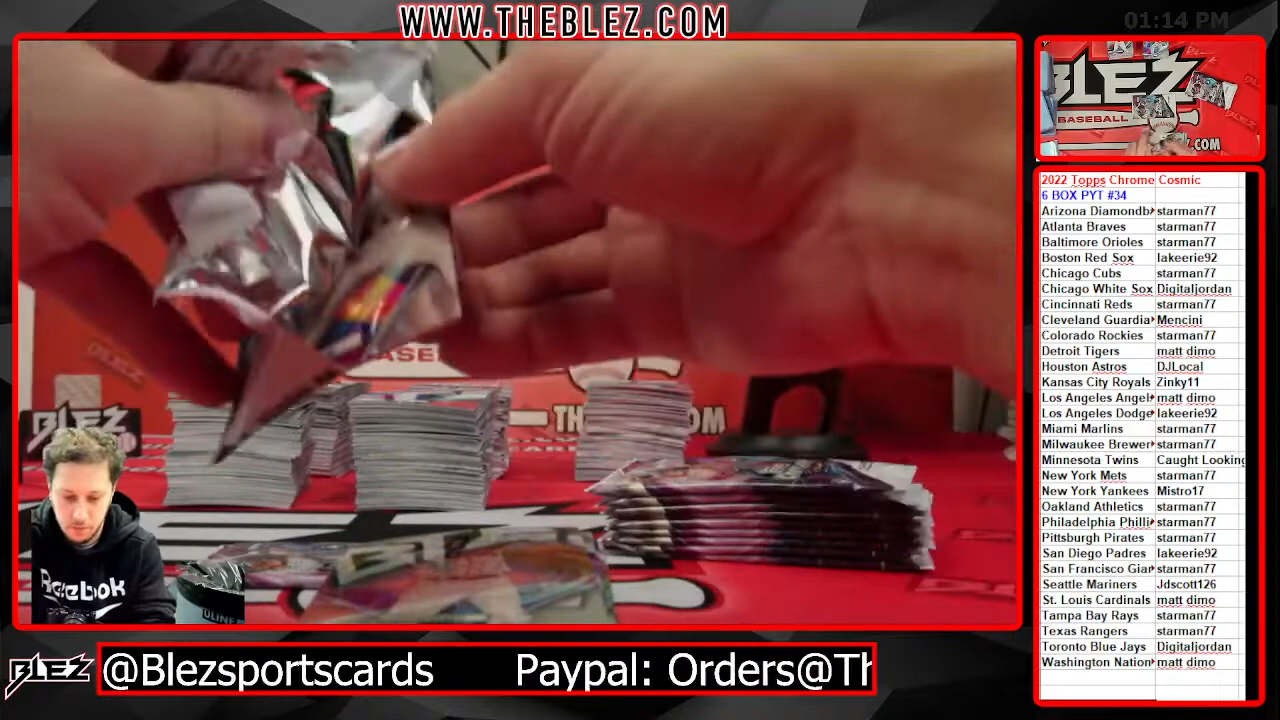 WWW.THEBLEZ.COM
01:14 PM
BLEZ
BASEBALL
.COM
2022 Topps Chrome Cosmic
6 BOX PYT #34
Arizona Diamondb starman77
Atlanta Braves starman77
Baltimore Orioles starman77
Boston Red Sox lakeerie92
Chicago Cubs starman77
Chicago White Sox Digitaljordan
Cincinnati Reds starman77
Cleveland Guardia Mencini
Colorado Rockies starman77
Detroit Tigers matt dimo
Houston Astros DJLocal
Kansas City Royals Zinky11
Los Angeles Angel matt dimo
Los Angeles Dodge lakeerie92
Miami Marlins starman77
Milwaukee Brewer starman77
Minnesota Twins Caught Looking
New York Mets starman77
New York Yankees Mistro17
Oakland Athletics starman77
Philadelphia Philli starman77
Pittsburgh Pirates starman77
San Diego Padres lakeerie92
San Francisco Gian starman77
Seattle Mariners Jdscott126
St. Louis Cardinals matt dimo
Tampa Bay Rays starman77
Texas Rangers starman77
Toronto Blue Jays Digitaljordan
Washington Nation matt dimo
BASE
TH
COM
BLEZ
Reebok
BLEZ
@Blezsportscards Paypal: Orders@Th